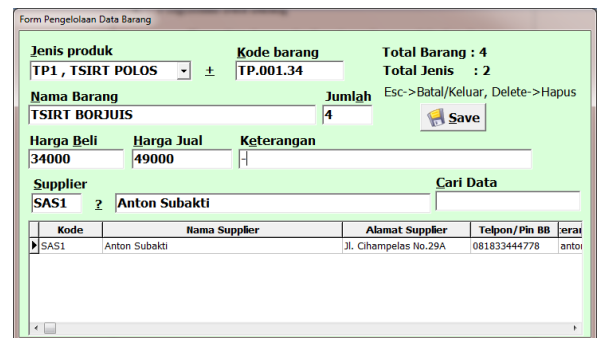 Form Pengelolaan Data Barang
Jenis produk Kode barang Total Barang : 4
TP1 , TSIRT POLOS + TP.001.34 Total Jenis : 2
Nama Barang Jumlah Esc->Batal/Keluar, Delete->Hapus
TSIRT BORJUIS 4 Save
Harga Beli Harga Jual Keterangan
34000 49000 -
Supplier Cari Data
SAS1 ? Anton Subakti
Kode Nama Supplier Alamat Supplier Telpon/Pin BB :erai
SAS1 Anton Subakti Jl. Cihampelas No.29A 081833444778 anto